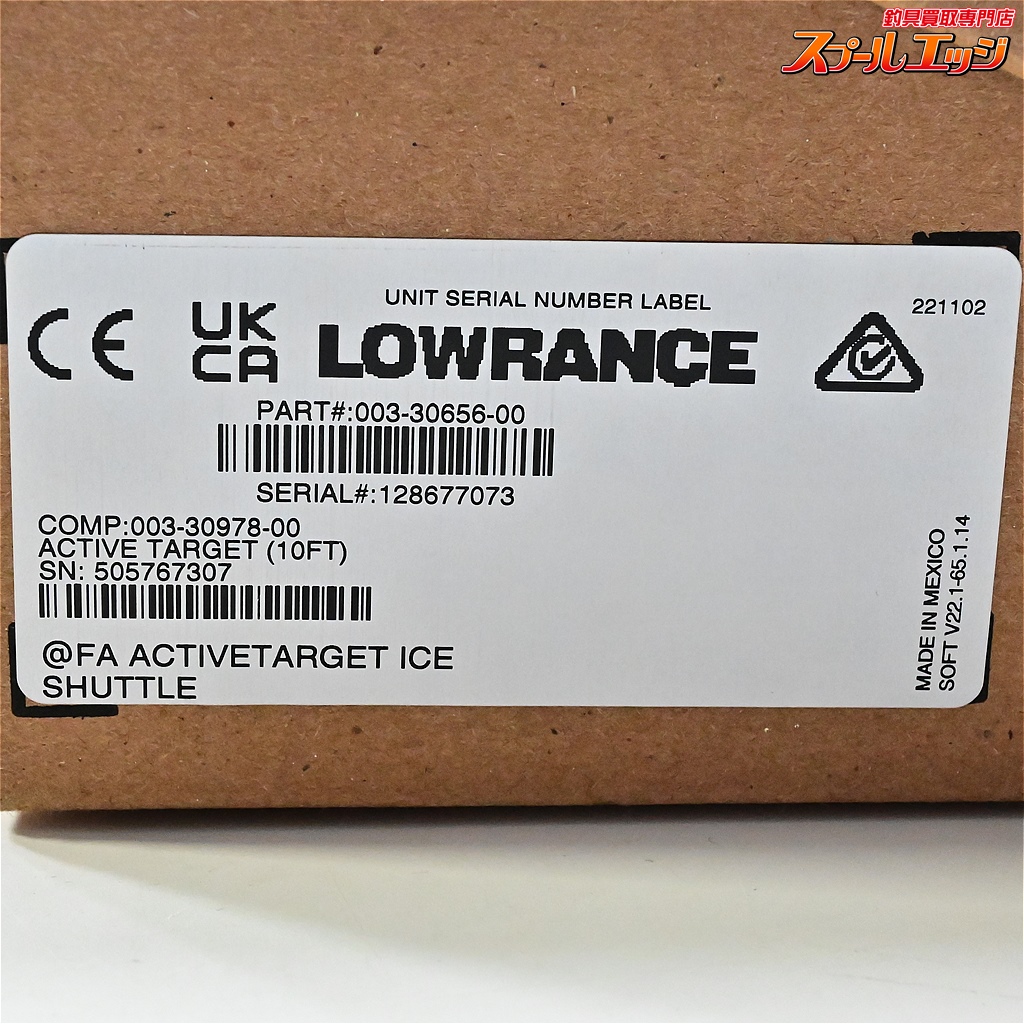 釣具買取専門店
スプールエッジ
UNIT SERIAL NUMBER LABEL
221102
CE
UK
CA
LOWRANCE
PART#:003-30656-00
SERIAL#:128677073
COMP:003-30978-00
ACTIVE TARGET (10FT)
SN: 505767307
@FA ACTIVETARGET ICE
SHUTTLE
MADE IN MEXICO
SOFT V22.1-65.1.14